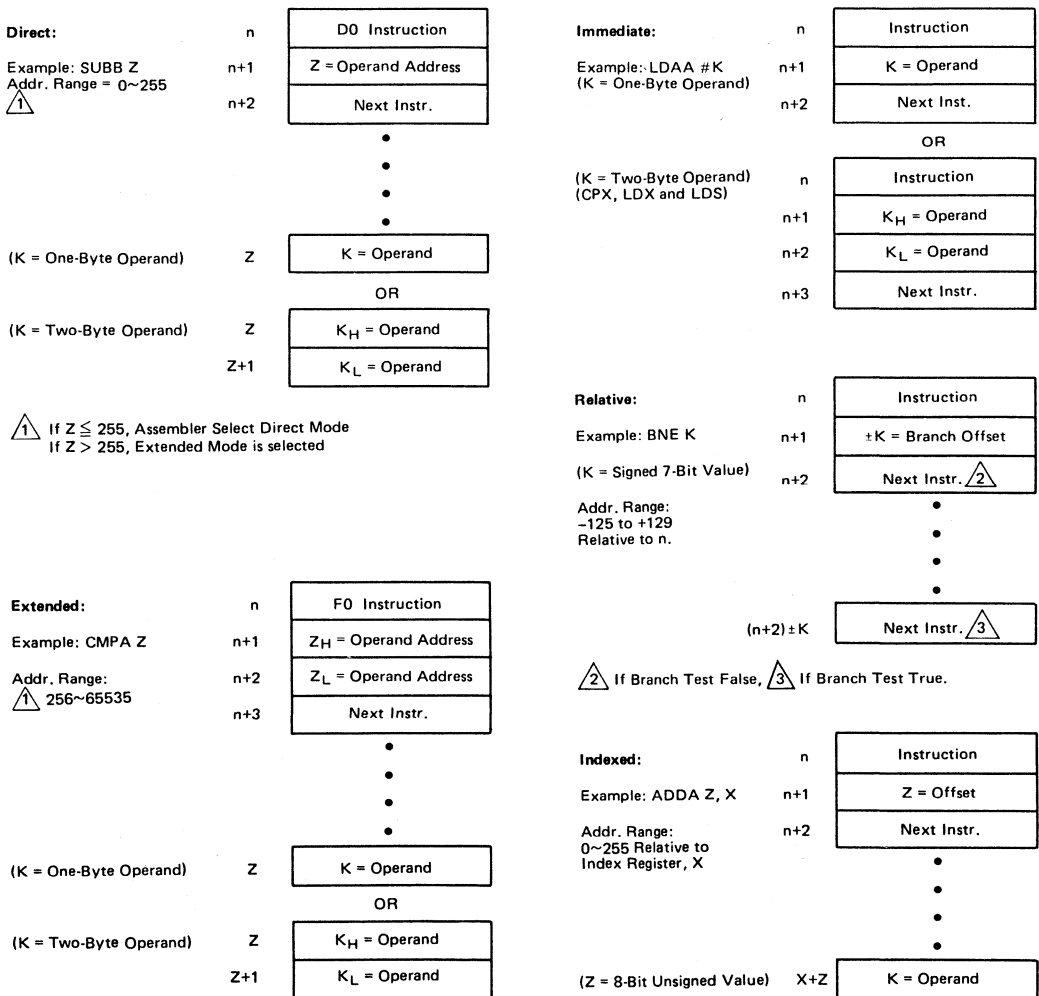 Direct:
n
D0 Instruction
Example: SUBB Z
n+1
Z = Operand Address
Addr. Range = 0~255
1
n+2
Next Instr.
(K = One-Byte Operand)
Z
K = Operand
OR
(K = Two-Byte Operand)
Z
KH = Operand
Z+1
KL = Operand
1 If Z ≦ 255, Assembler Select Direct Mode
If Z > 255, Extended Mode is selected
Extended:
n
F0 Instruction
Example: CMPA Z
n+1
ZH = Operand Address
Addr. Range:
1 256~65535
n+2
ZL = Operand Address
n+3
Next Instr.
(K = One-Byte Operand)
Z
K = Operand
OR
(K = Two-Byte Operand)
Z
KH = Operand
Z+1
KL = Operand
Immediate:
n
Instruction
Example: LDAA #K
n+1
K = Operand
(K = One-Byte Operand)
n+2
Next Inst.
OR
(K = Two-Byte Operand)
n
Instruction
(CPX, LDX and LDS)
n+1
KH = Operand
n+2
KL = Operand
n+3
Next Instr.
Relative:
n
Instruction
Example: BNE K
n+1
±K = Branch Offset
(K = Signed 7-Bit Value)
n+2
Next Instr. 2
Addr. Range:
–125 to +129
Relative to n.
(n+2) ± K
Next Instr. 3
2 If Branch Test False, 3 If Branch Test True.
Indexed:
n
Instruction
Example: ADDA Z, X
n+1
Z = Offset
Addr. Range:
n+2
Next Instr.
0~255 Relative to
Index Register, X
(Z = 8-Bit Unsigned Value)
X+Z
K = Operand